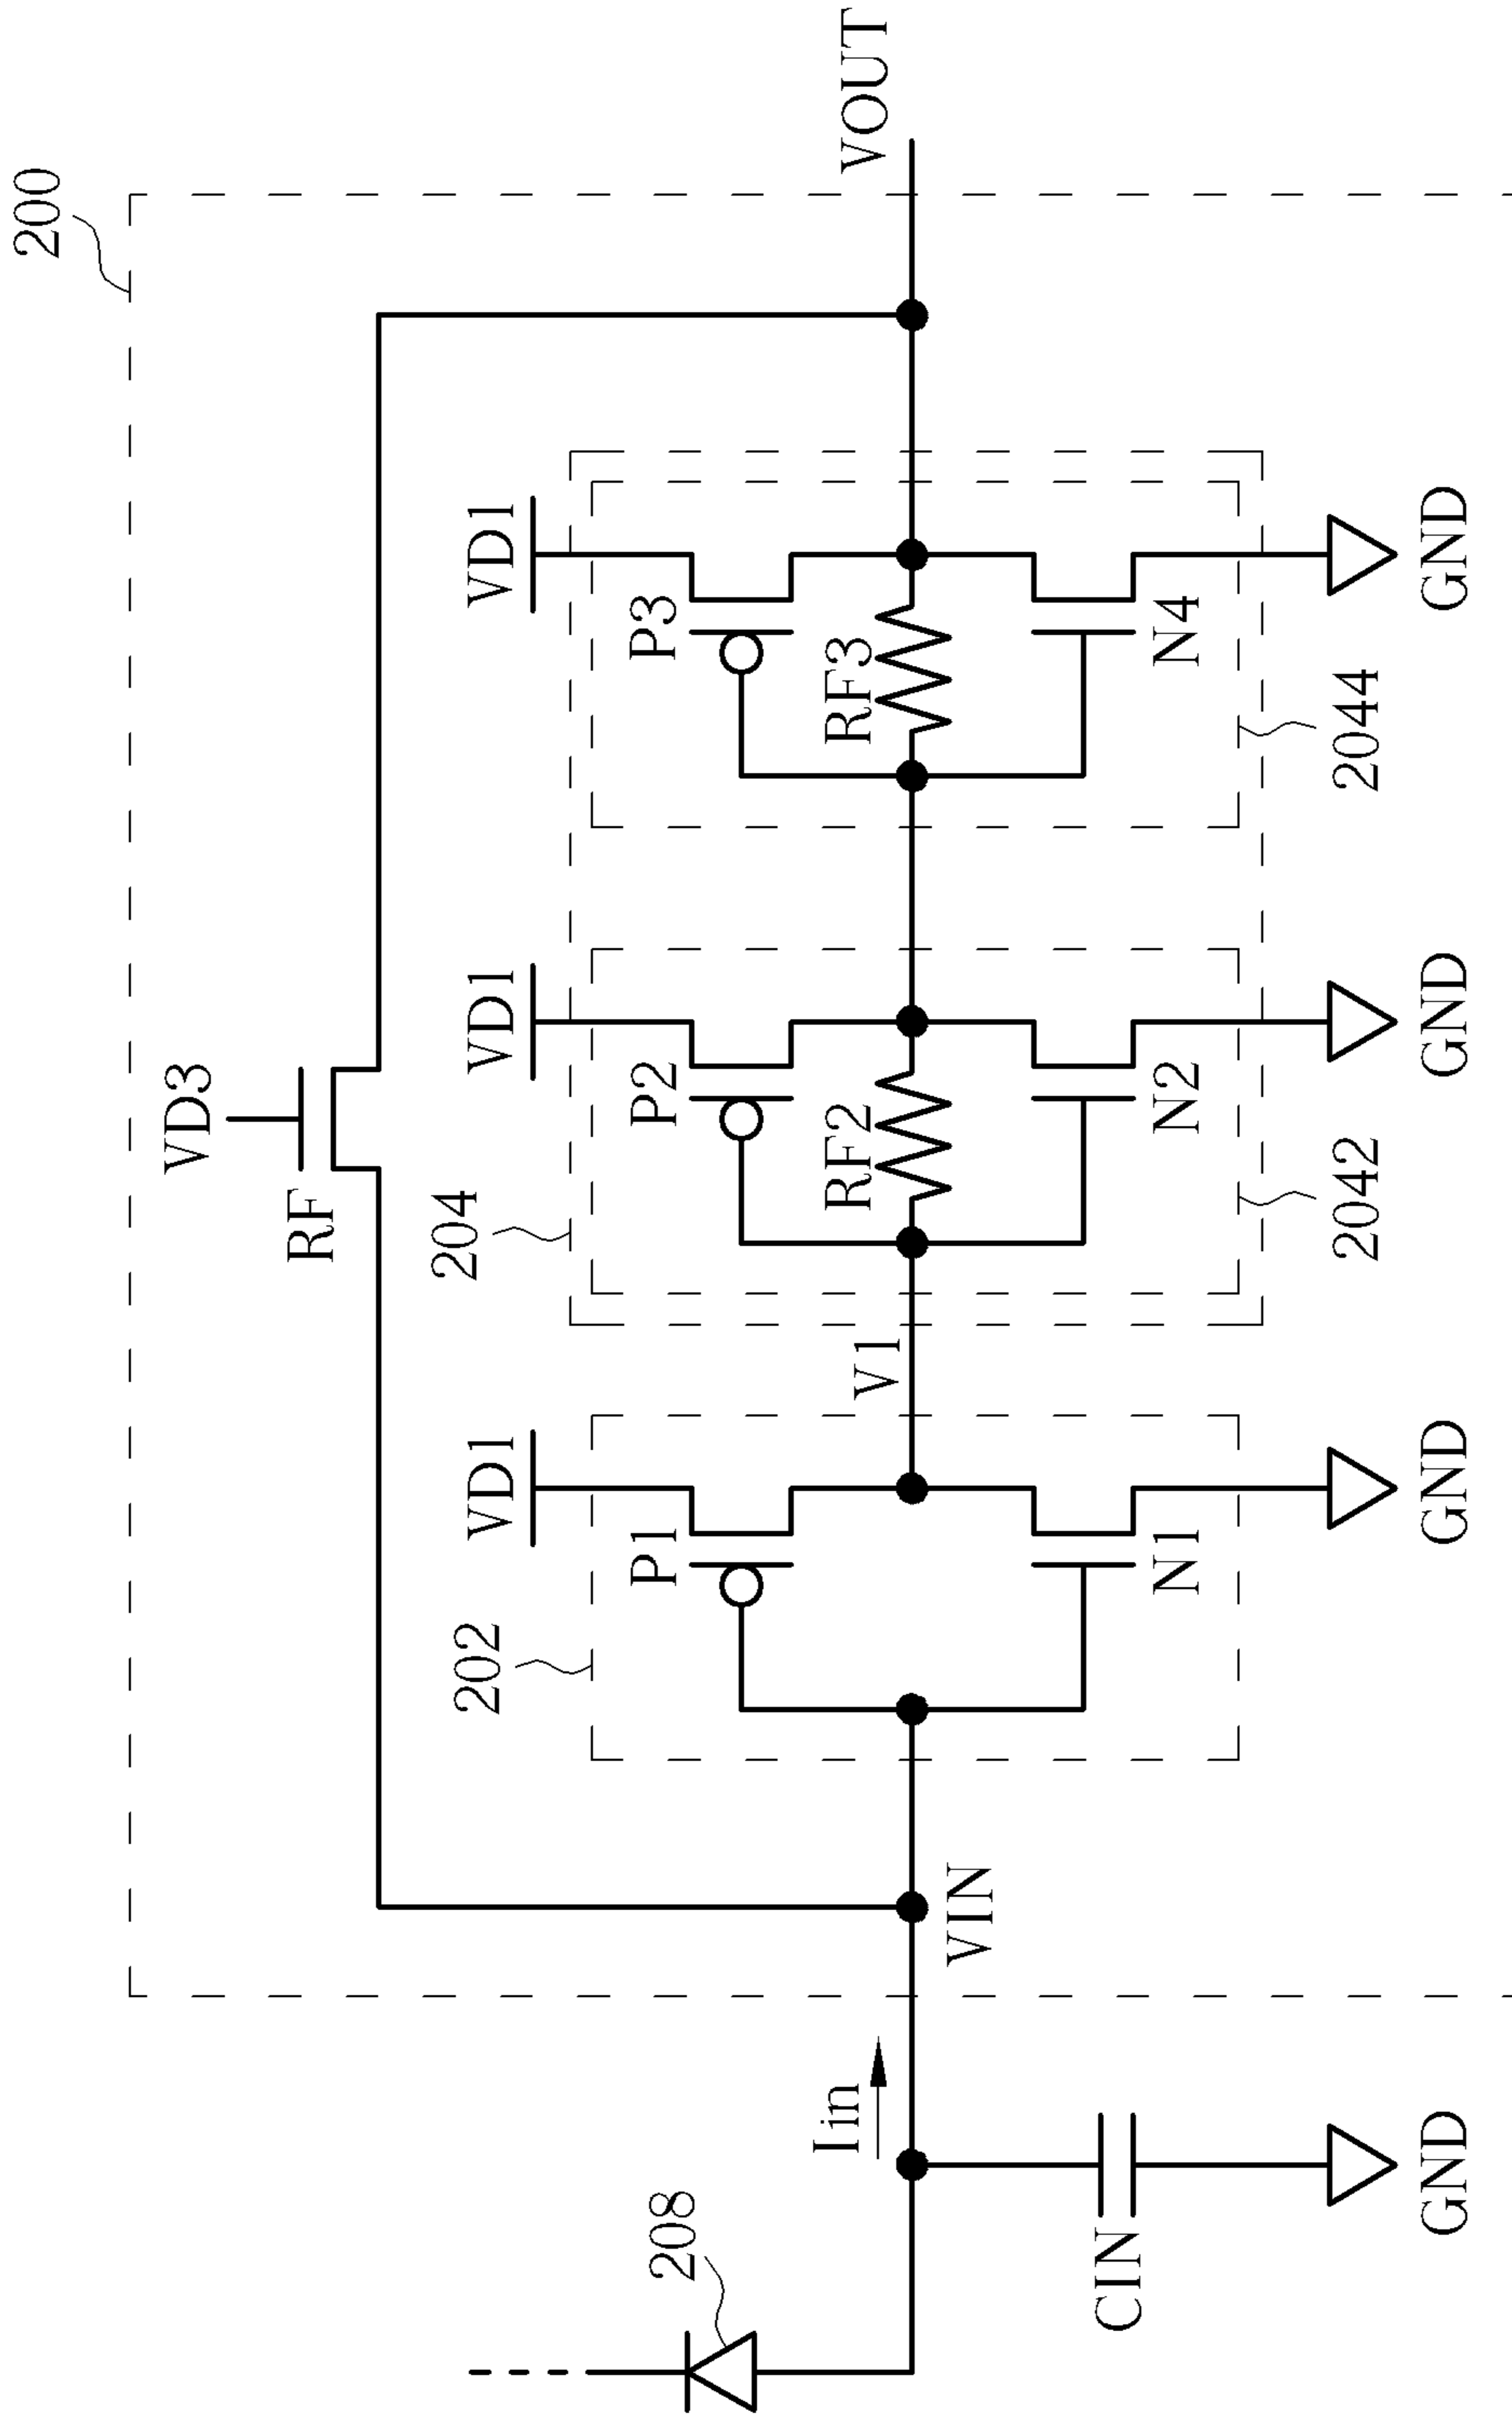 200
VD3
RF
204
VD1
VD1
VD1
202
P1
P2
P3
208
Iin
V1
RF2
RF3
VOUT
VIN
CIN
N1
N2
N4
2042
2044
GND
GND
GND
GND